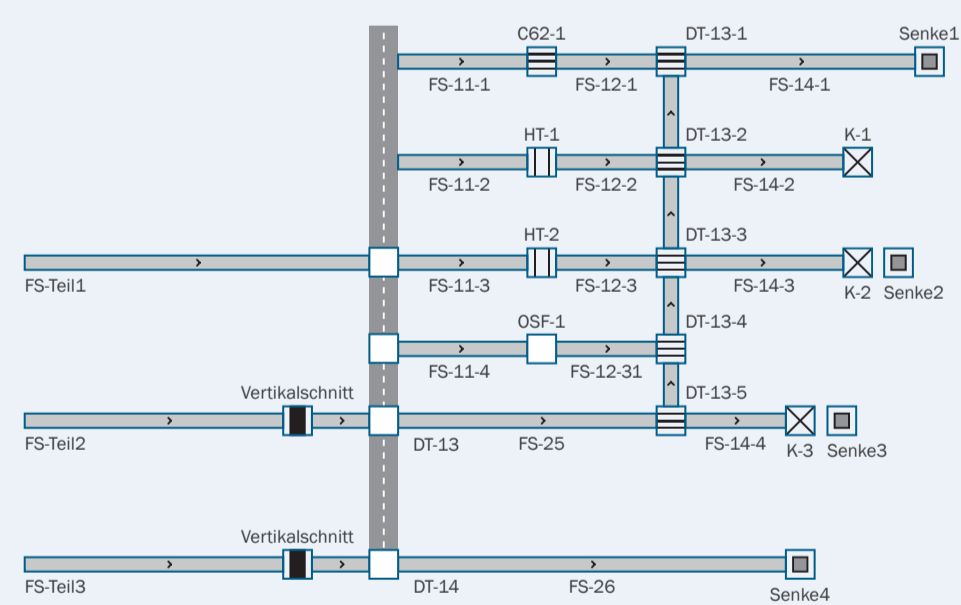 C62-1 DT-13-1 Senke1
FS-11-1 FS-12-1 FS-14-1
HT-1 DT-13-2 K-1
FS-11-2 FS-12-2 FS-14-2
HT-2 DT-13-3
FS-Teil1 FS-11-3 FS-12-3 FS-14-3 K-2 Senke2
OSF-1 DT-13-4
FS-11-4 FS-12-31
Vertikalschnitt DT-13-5
FS-Teil2 DT-13 FS-25 FS-14-4 K-3 Senke3
Vertikalschnitt
FS-Teil3 DT-14 FS-26 Senke4